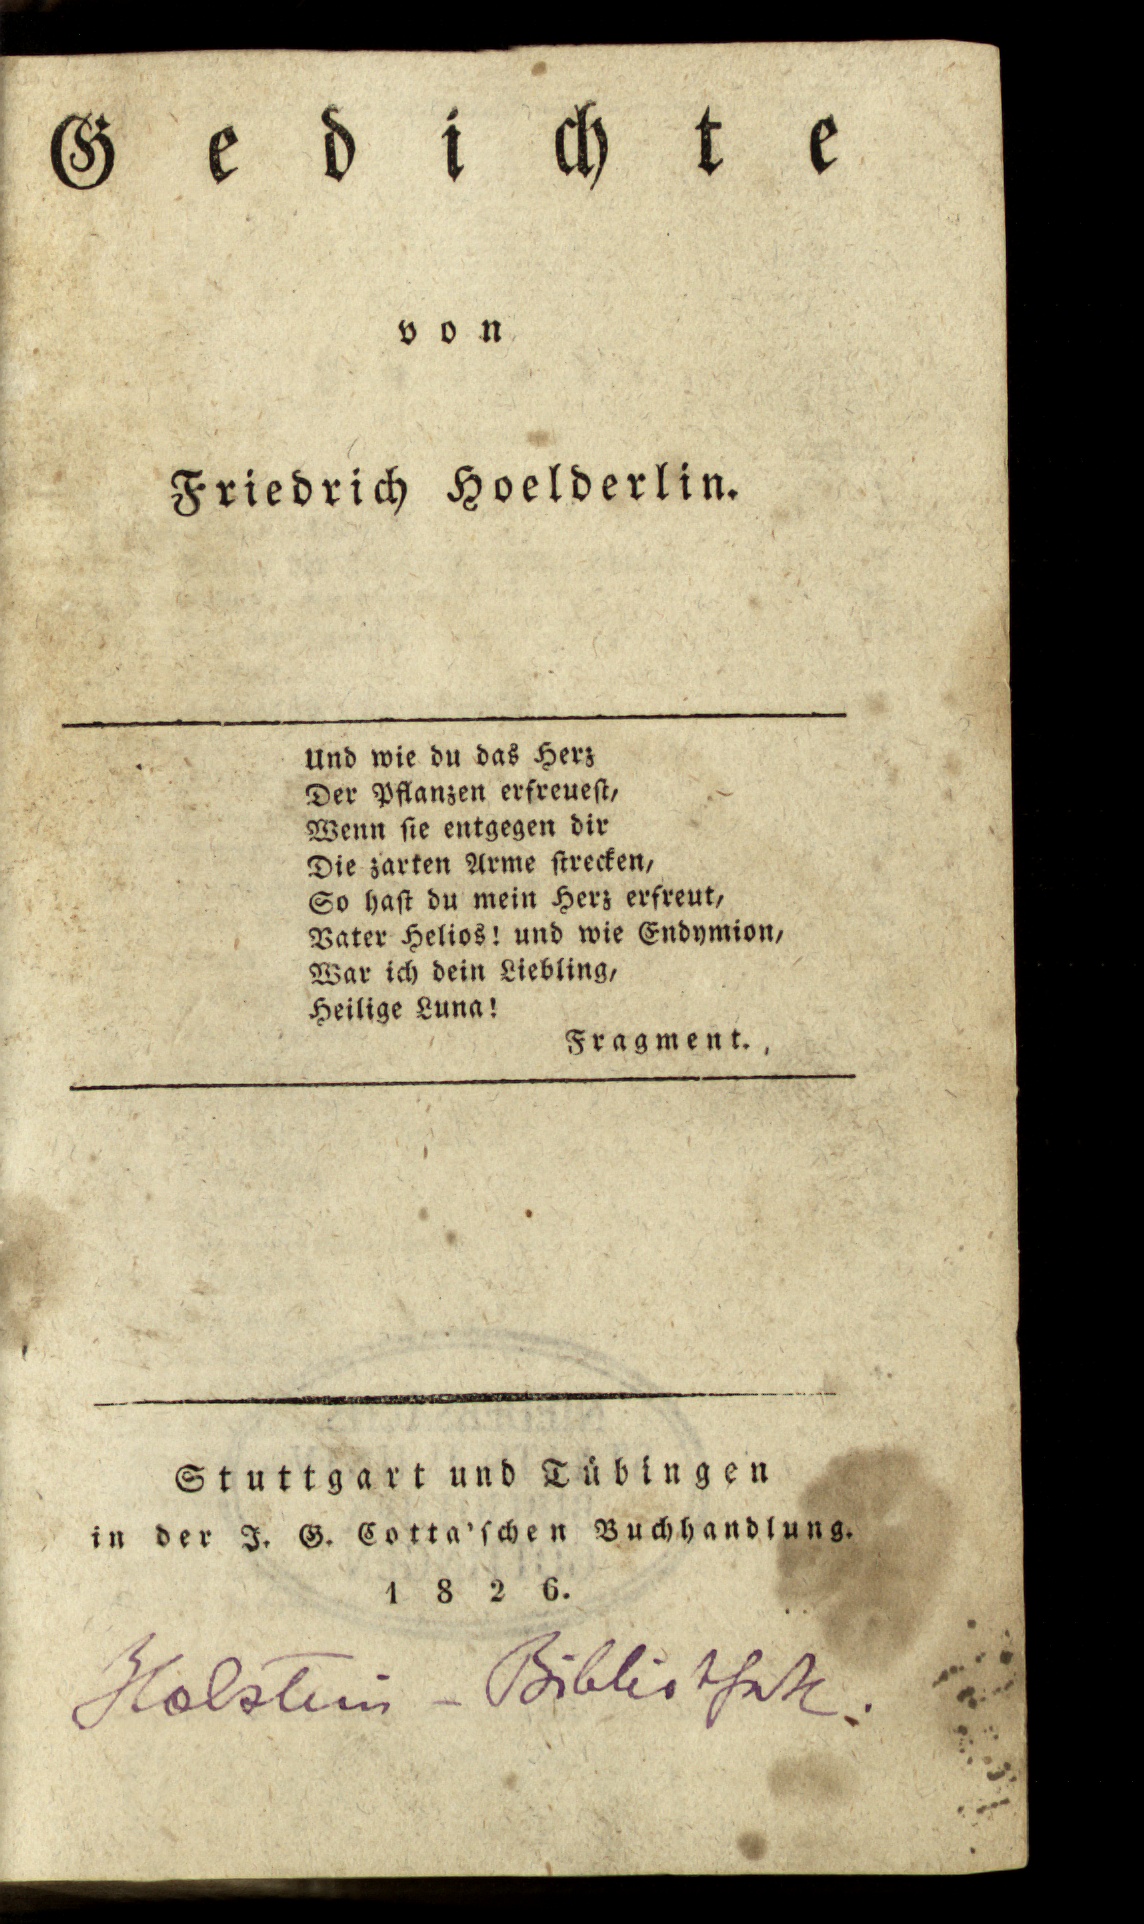 Gedichte
von
Friedrich Hoelderlin.
Und wie du das Herz
Der Pflanzen erfreuest,
Wenn sie entgegen dir
Die zarten Arme strecken,
So hast du mein Herz erfreut,
Vater Helios! und wie Endymion,
War ich dein Liebling,
Heilige Luna!
Fragment.
Stuttgart und Tübingen
in der J. G. Cotta'schen Buchhandlung.
1826.
Holstein - Bibliothek.